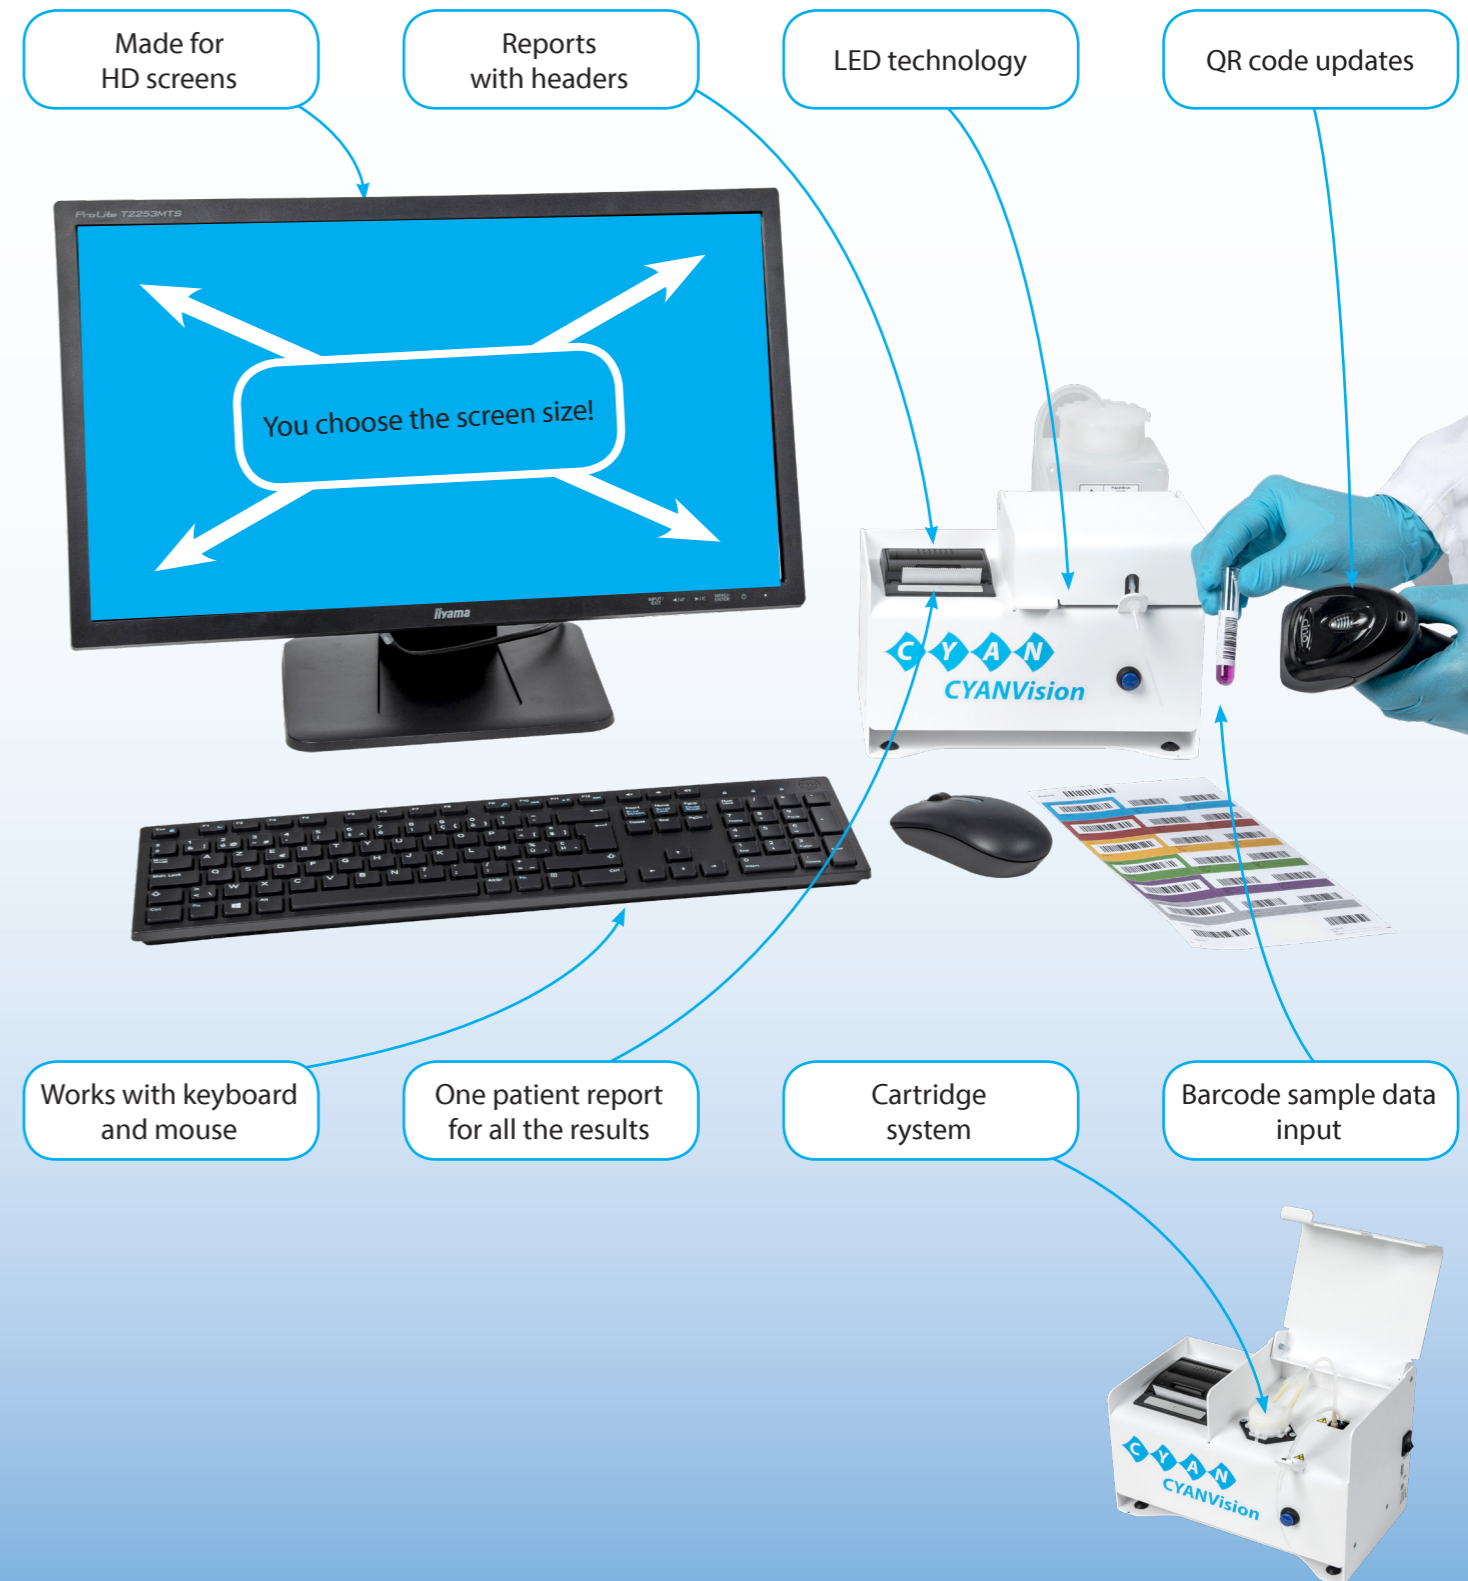 Made for
HD screens
Reports
with headers
LED technology
QR code updates
ProLite T2253MTS
You choose the screen size!
iiyama
CYAN
CYANVision
Works with keyboard
and mouse
One patient report
for all the results
Cartridge
system
Barcode sample data
input
CYAN
CYANVision